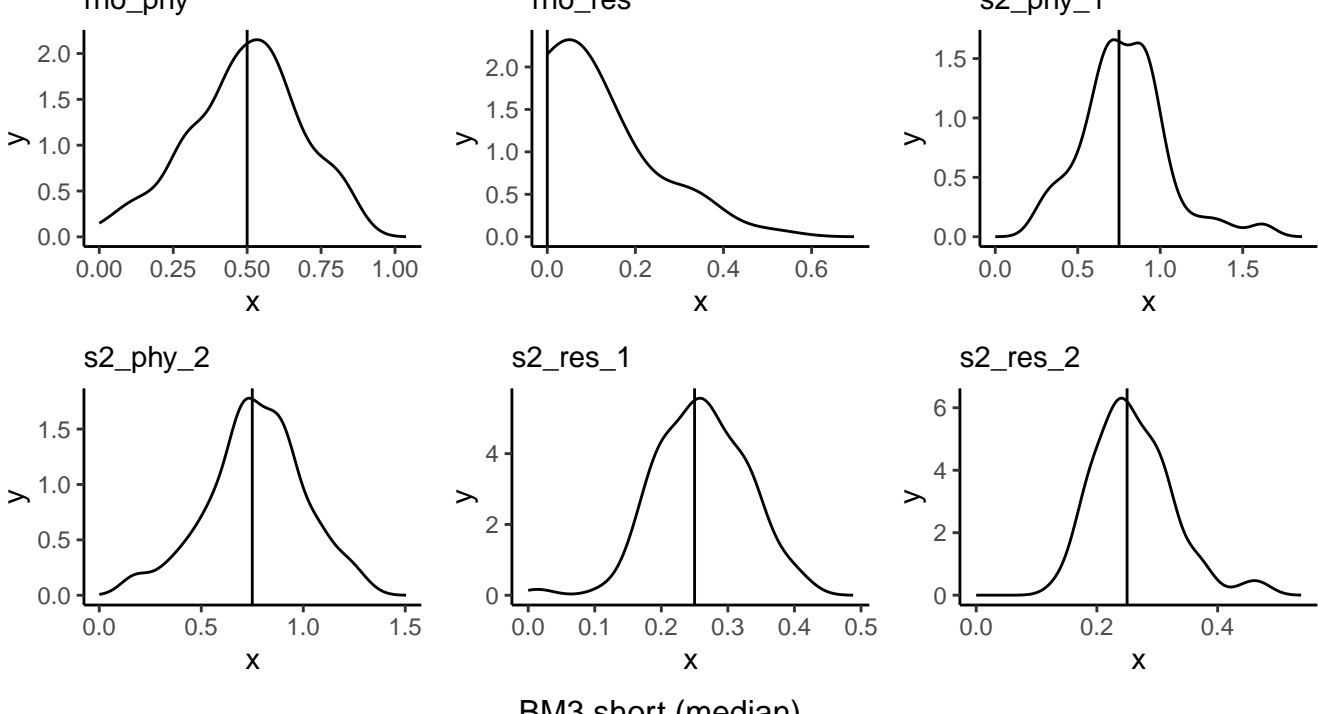 rho_phy
rho_res
s2_phy_1
y
2.0
1.5
1.0
0.5
0.0
0.00 0.25 0.50 0.75 1.00
x
y
2.0
1.5
1.0
0.5
0.0
0.0 0.2 0.4 0.6
x
y
1.5
1.0
0.5
0.0
0.0 0.5 1.0 1.5
x
s2_phy_2
y
1.5
1.0
0.5
0.0
0.0 0.5 1.0 1.5
x
s2_res_1
y
4
2
0
0.0 0.1 0.2 0.3 0.4 0.5
x
s2_res_2
y
6
4
2
0
0.0 0.2 0.4
x
BM3 short (median)